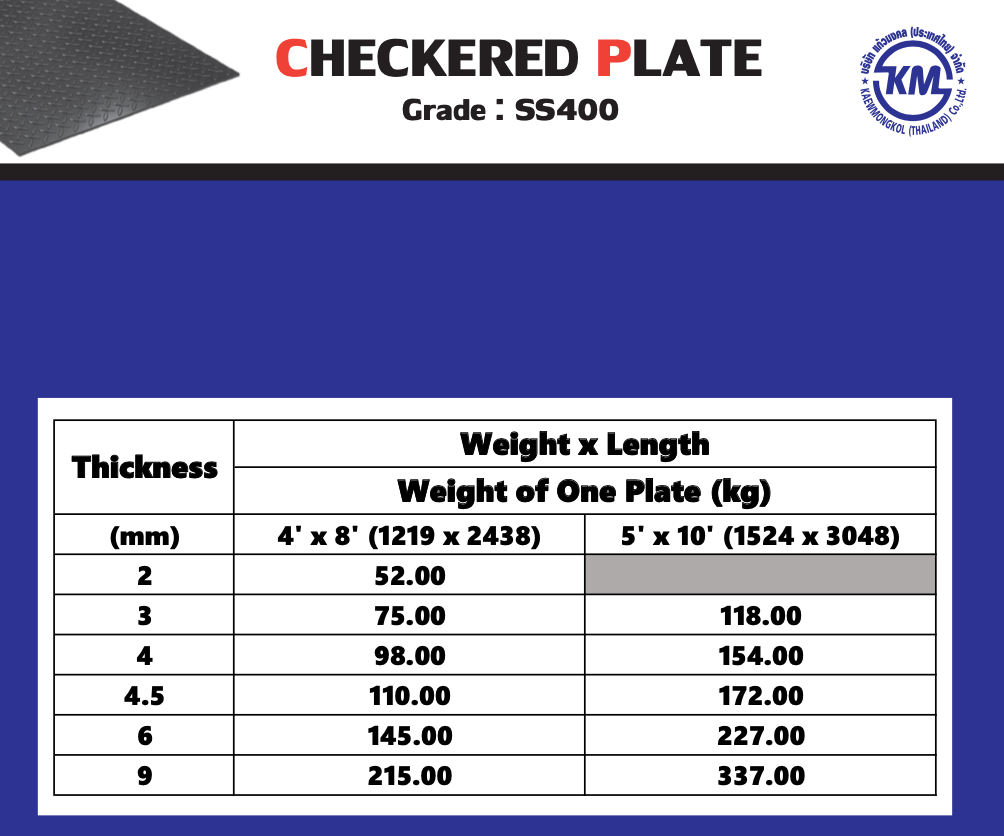 CHECKERED PLATE
Grade : SS400
บริษัท แก้วมงคล (ประเทศไทย) จำกัด
KM
KAEWMONGKOL (THAILAND) Co.,Ltd.
Thickness
Weight x Length
Weight of One Plate (kg)
(mm) 4' x 8' (1219 x 2438) 5' x 10' (1524 x 3048)
2 52.00
3 75.00 118.00
4 98.00 154.00
4.5 110.00 172.00
6 145.00 227.00
9 215.00 337.00